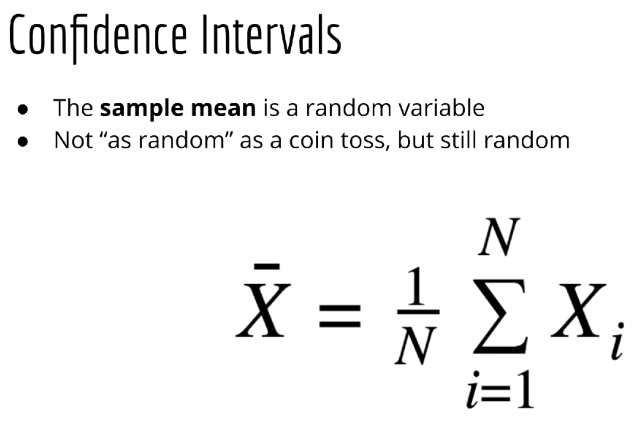 Confidence Intervals
● The sample mean is a random variable
● Not “as random” as a coin toss, but still random
X̄ = 1/N ∑_{i=1}^{N} X_i